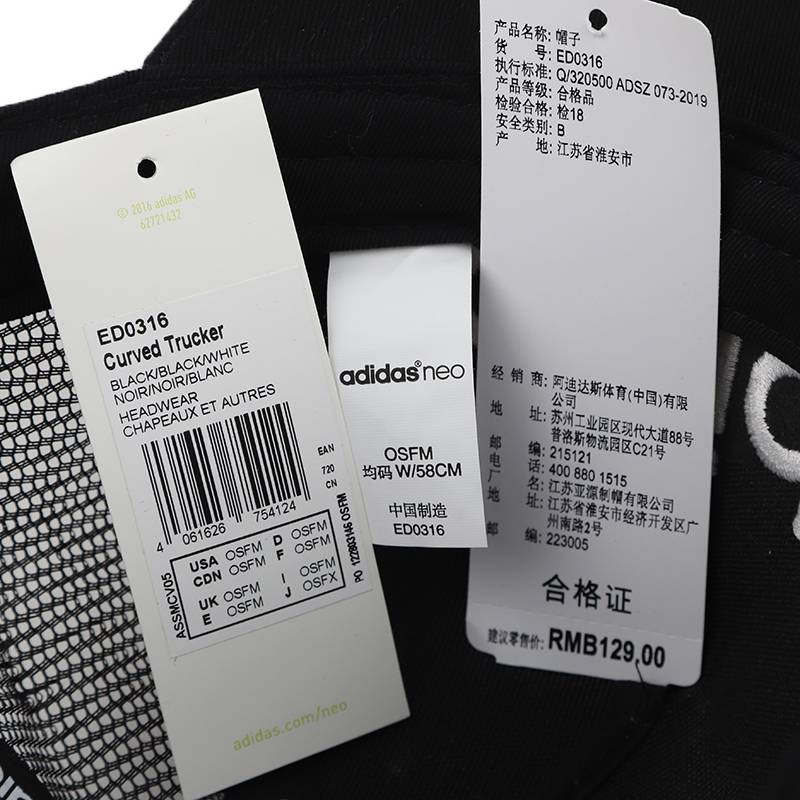 © 2016 adidas AG
62721432
ED0316
Curved Trucker
BLACK/BLACK/WHITE
NOIR/NOIR/BLANC
HEADWEAR
CHAPEAUX ET AUTRES
EAN
720
CN
4 061626 754124
ASSMCV05
USA OSFM D OSFM
CDN OSFM F OSFM
UK OSFM I OSFM
E OSFM J OSFX
PO 122803146 OSFM
adidas.com/neo
adidas neo
OSFM
均码 W/58CM
中国制造
ED0316
产品名称: 帽子
货 号: ED0316
执行标准: Q/320500 ADSZ 073-2019
产品等级: 合格品
检验合格: 检18
安全类别: B
产 地: 江苏省淮安市
经 销 商: 阿迪达斯体育(中国)有限
公司
地 址: 苏州工业园区现代大道88号
普洛斯物流园区C21号
邮 编: 215121
电 话: 400 880 1515
厂 名: 江苏亚源制帽有限公司
地 址: 江苏省淮安市经济开发区广
州南路2号
邮 编: 223005
合格证
建议零售价: RMB129.00